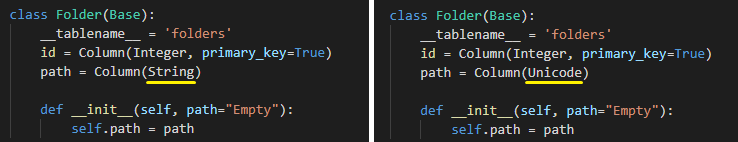 class Folder(Base):
    __tablename__ = 'folders'
    id = Column(Integer, primary_key=True)
    path = Column(String)

    def __init__(self, path="Empty"):
        self.path = path

class Folder(Base):
    __tablename__ = 'folders'
    id = Column(Integer, primary_key=True)
    path = Column(Unicode)

    def __init__(self, path="Empty"):
        self.path = path